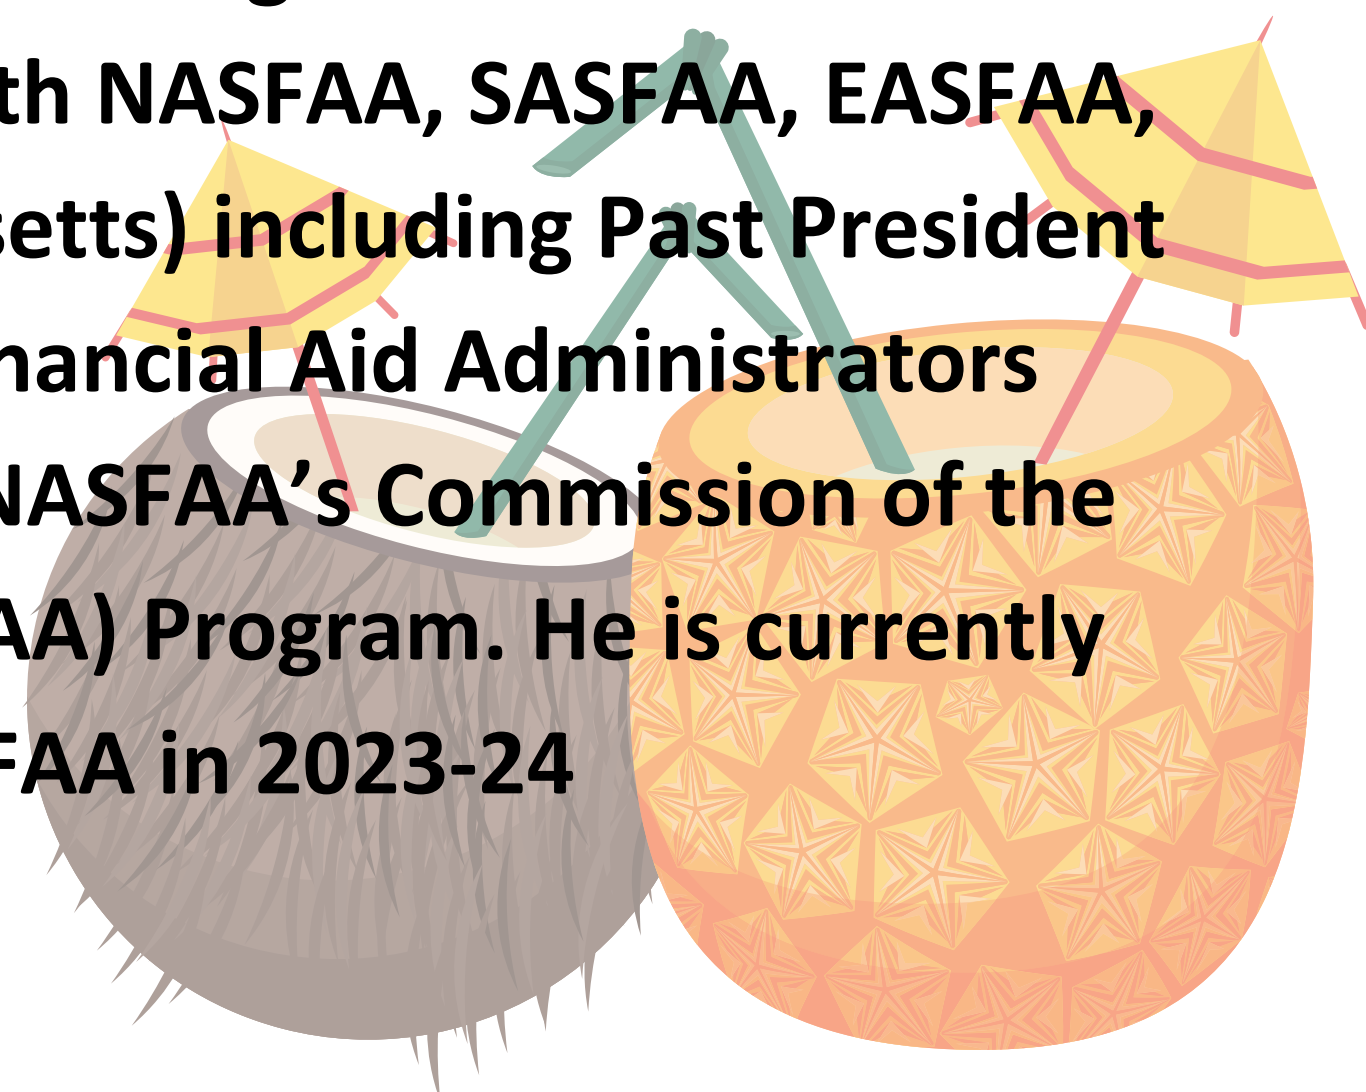 th NASFAA, SASFAA, EASFAA,
setts) including Past President
nancial Aid Administrators
NASFAA’s Commission of the
AA) Program. He is currently
FAA in 2023-24